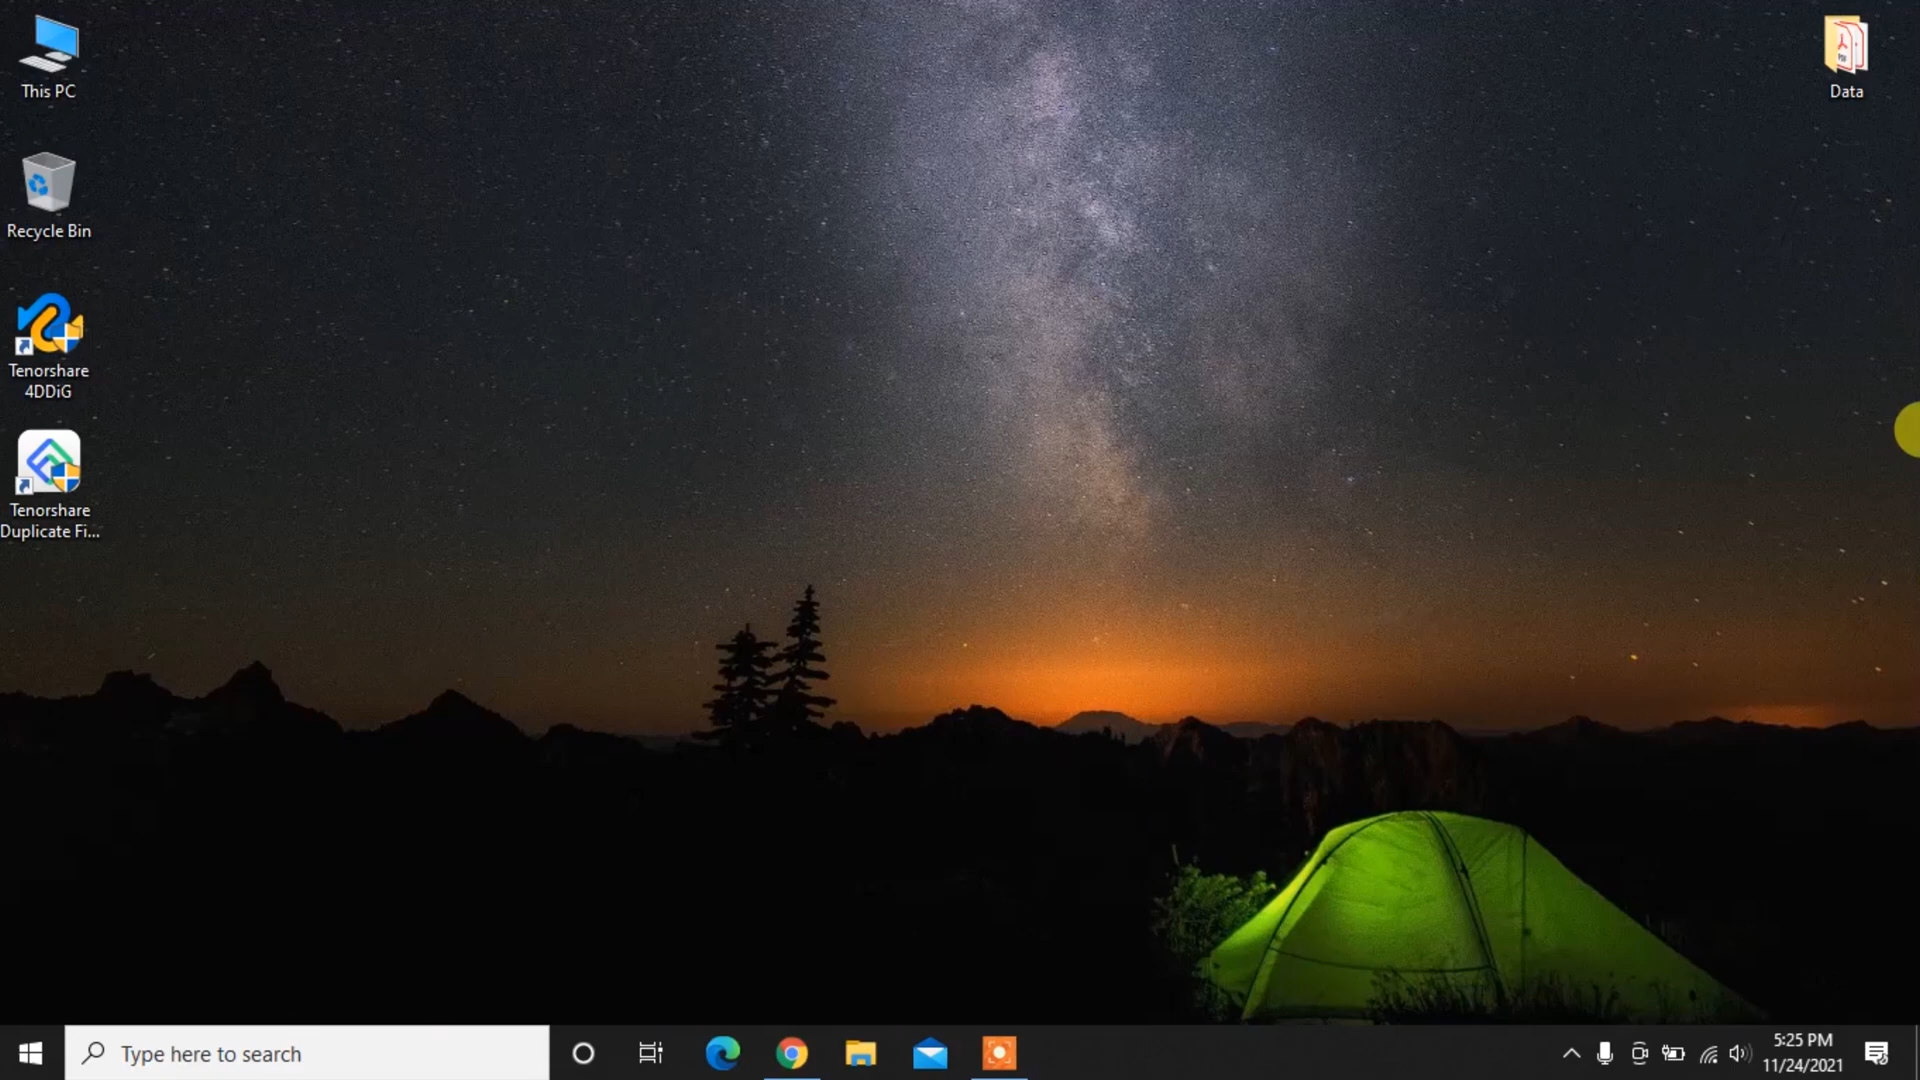 This PC
Recycle Bin
Tenorshare
4DDiG
Tenorshare
Duplicate Fi...
Data
PDF
Type here to search
5:25 PM
11/24/2021